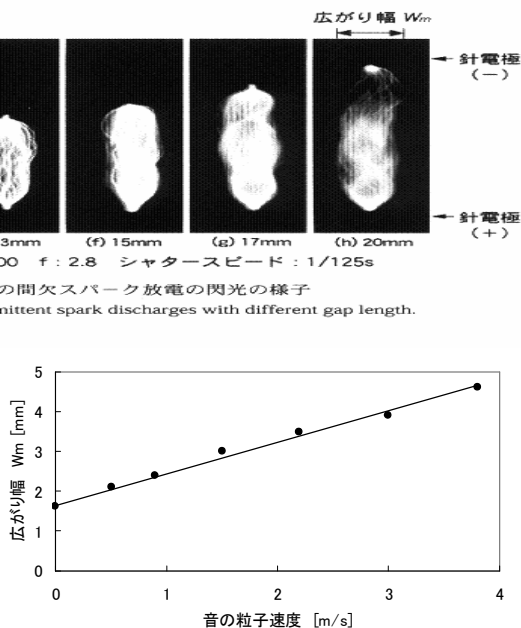 広がり幅 Wm
針電極
(−)
針電極
(+)
3mm
(f) 15mm
(g) 17mm
(h) 20mm
00 f : 2.8 シャタースピード : 1/125s
の間欠スパーク放電の閃光の様子
mittent spark discharges with different gap length.
5
4
3
2
1
0
広がり幅 Wm [mm]
0 1 2 3 4
音の粒子速度 [m/s]